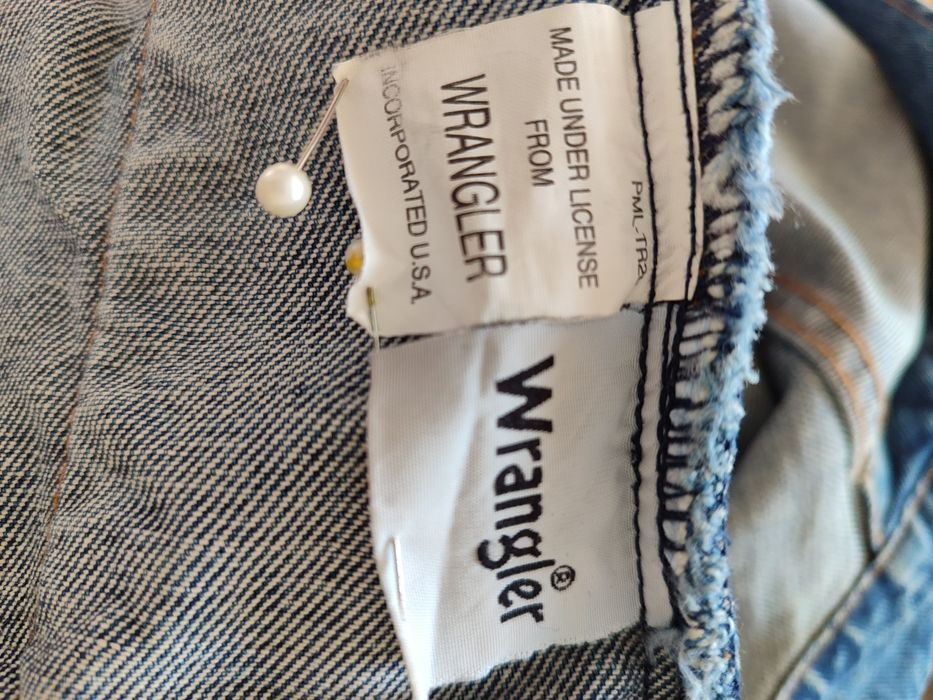 MADE UNDER LICENSE
FROM
WRANGLER
INCORPORATED U.S.A.
PML-TR2
Wrangler®